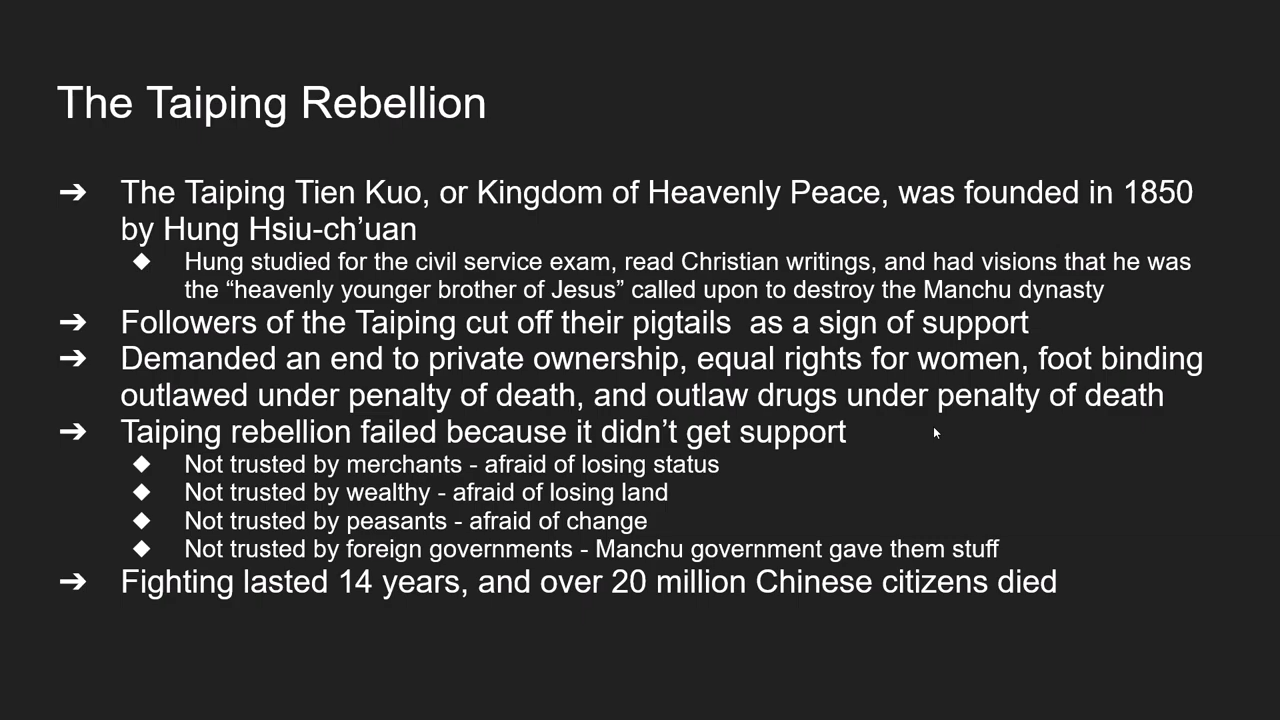 The Taiping Rebellion
➔ The Taiping Tien Kuo, or Kingdom of Heavenly Peace, was founded in 1850
by Hung Hsiu-ch’uan
◆ Hung studied for the civil service exam, read Christian writings, and had visions that he was
the “heavenly younger brother of Jesus” called upon to destroy the Manchu dynasty
➔ Followers of the Taiping cut off their pigtails  as a sign of support
➔ Demanded an end to private ownership, equal rights for women, foot binding
outlawed under penalty of death, and outlaw drugs under penalty of death
➔ Taiping rebellion failed because it didn’t get support
◆ Not trusted by merchants - afraid of losing status
◆ Not trusted by wealthy - afraid of losing land
◆ Not trusted by peasants - afraid of change
◆ Not trusted by foreign governments - Manchu government gave them stuff
➔ Fighting lasted 14 years, and over 20 million Chinese citizens died